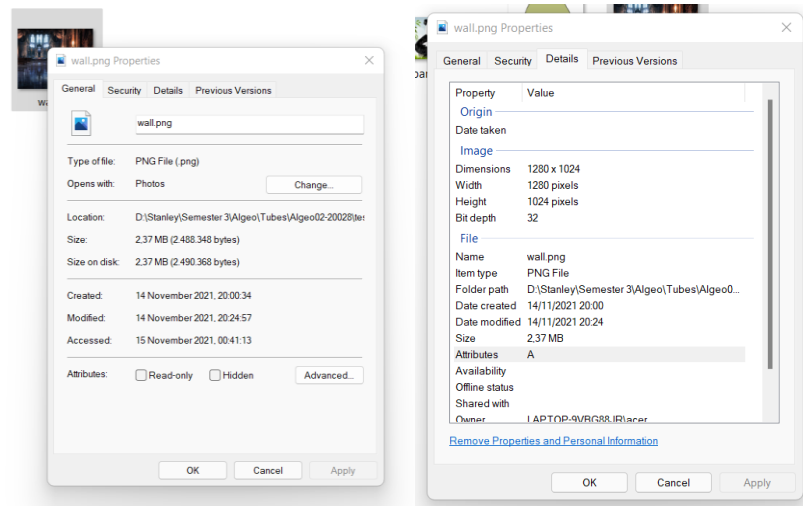 wall.png Properties
General Security Details Previous Versions
wall.png
Type of file: PNG File (.png)
Opens with: Photos Change...
Location: D:\Stanley\Semester 3\Algeo\Tubes\Algeo02-20028\tes
Size: 2,37 MB (2.488.348 bytes)
Size on disk: 2,37 MB (2.490.368 bytes)
Created: 14 November 2021, 20:00:34
Modified: 14 November 2021, 20:24:57
Accessed: 15 November 2021, 00:41:13
Attributes: Read-only Hidden Advanced...
OK Cancel Apply
wall.png Properties
General Security Details Previous Versions
Property Value
Origin
Date taken
Image
Dimensions 1280 x 1024
Width 1280 pixels
Height 1024 pixels
Bit depth 32
File
Name wall.png
Item type PNG File
Folder path D:\Stanley\Semester 3\Algeo\Tubes\Algeo0...
Date created 14/11/2021 20:00
Date modified 14/11/2021 20:24
Size 2,37 MB
Attributes A
Availability
Offline status
Shared with
Owner LAPTOP-9VBG88JR\acer
Remove Properties and Personal Information
OK Cancel Apply